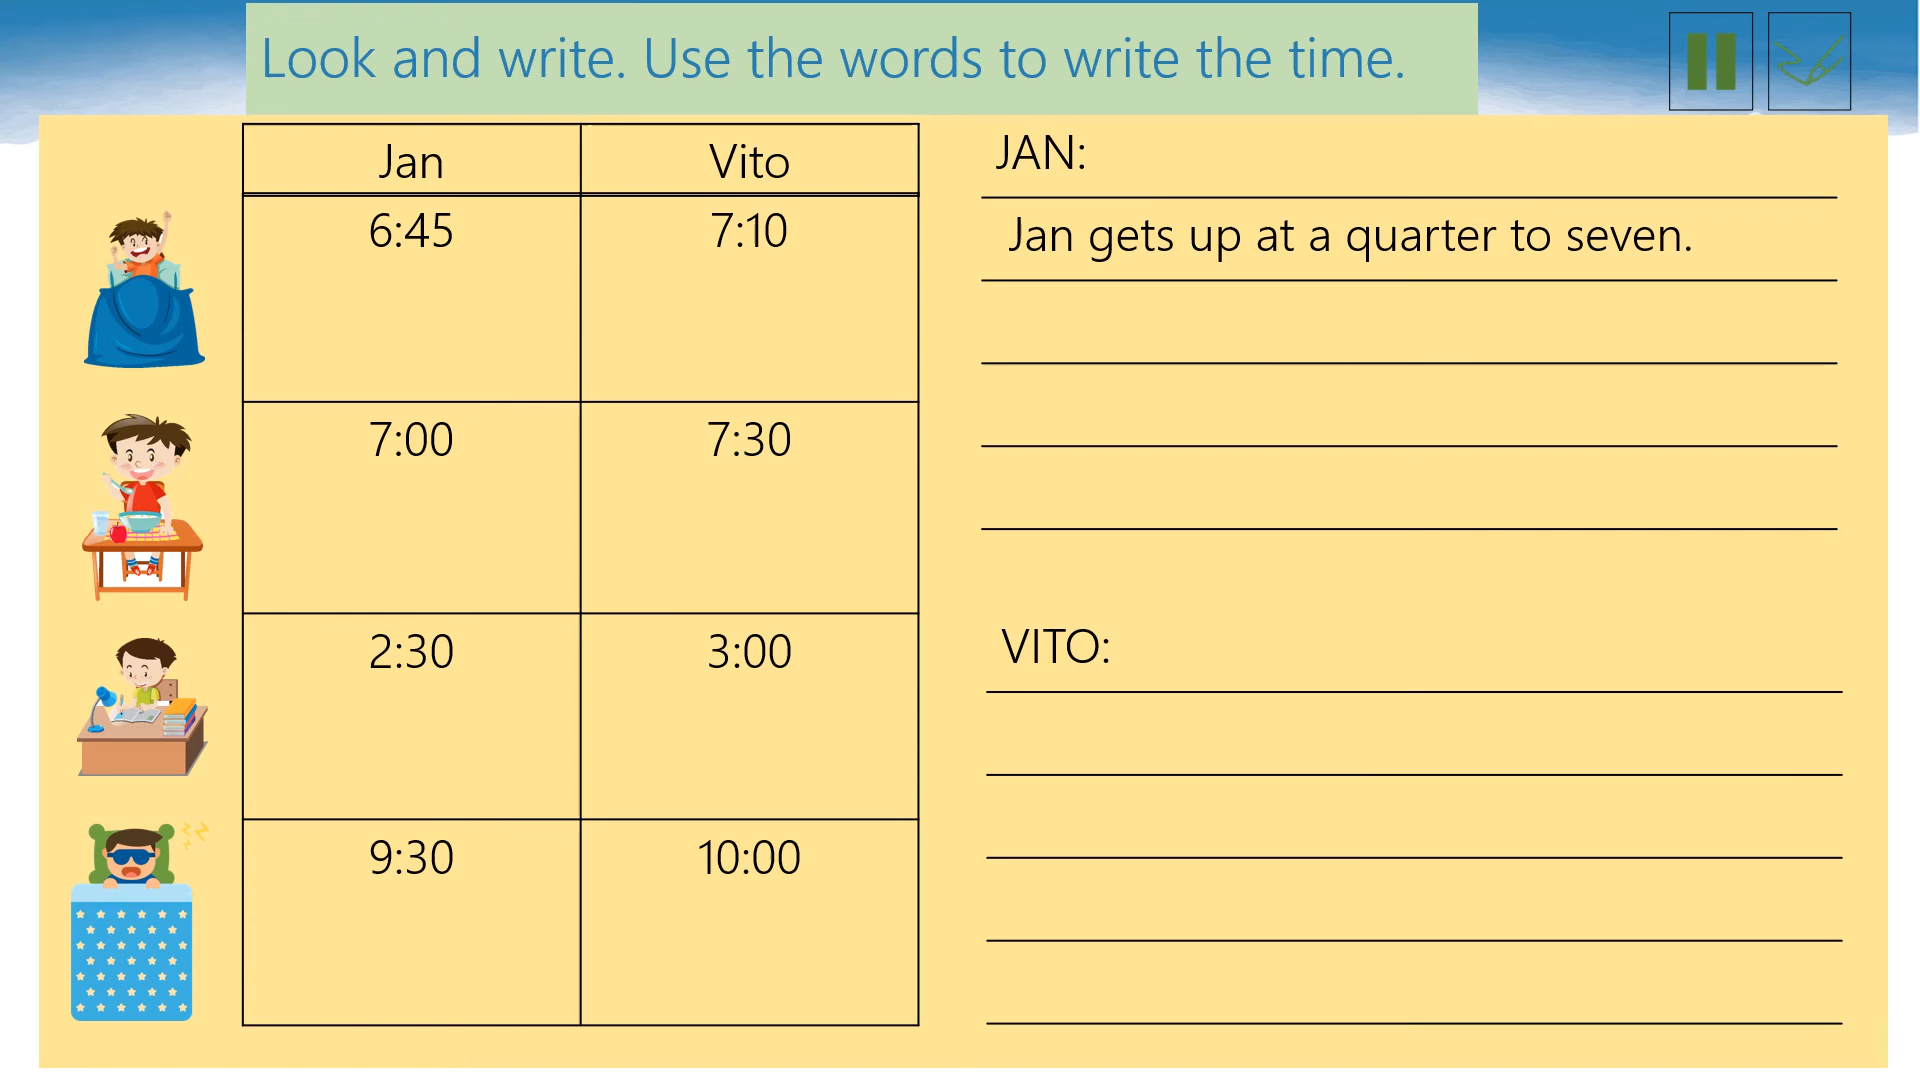 Look and write. Use the words to write the time.
Jan Vito
6:45 7:10
7:00 7:30
2:30 3:00
9:30 10:00
JAN:
Jan gets up at a quarter to seven.
VITO: